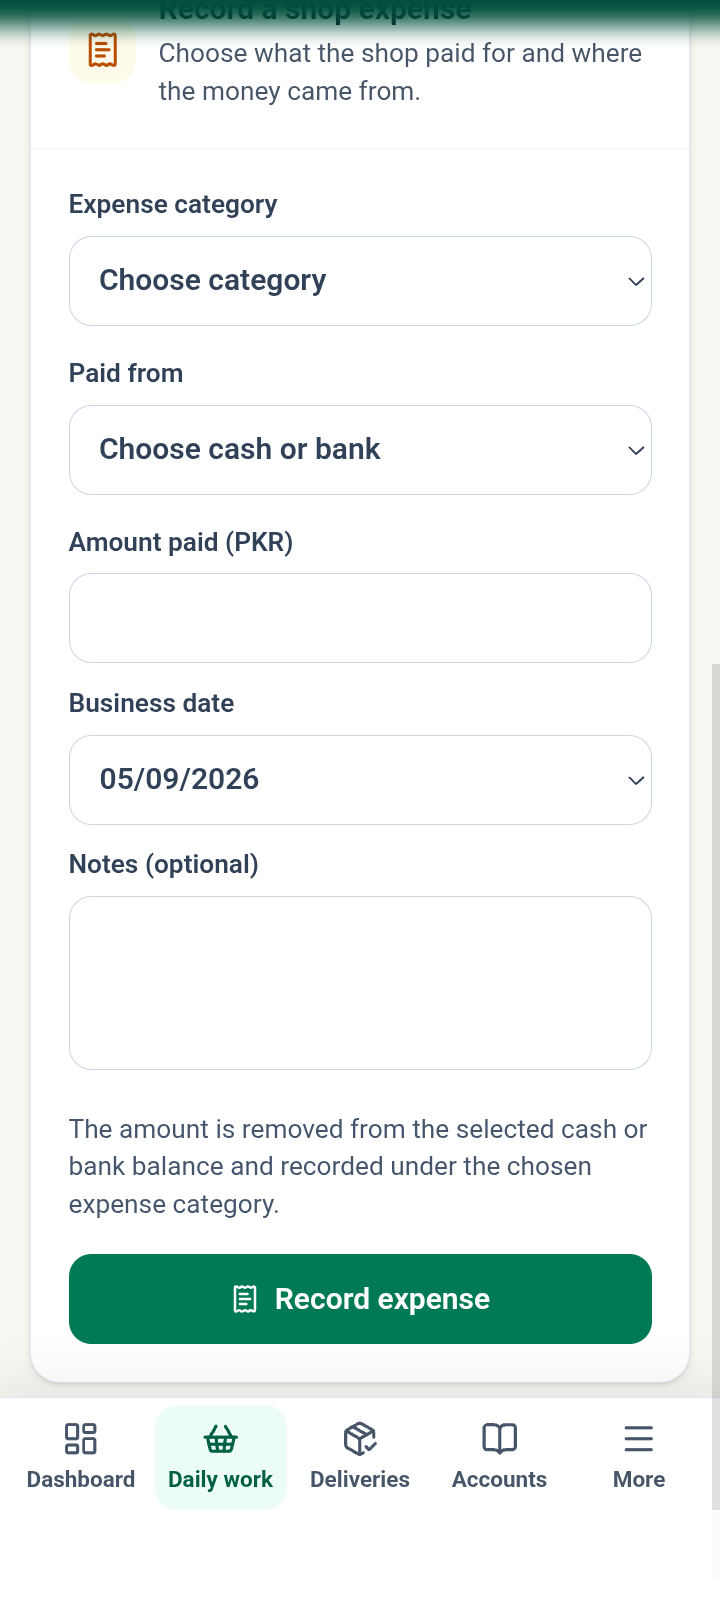 Record a shop expense
Choose what the shop paid for and where
the money came from.
Expense category
Choose category
Paid from
Choose cash or bank
Amount paid (PKR)
Business date
05/09/2026
Notes (optional)
The amount is removed from the selected cash or
bank balance and recorded under the chosen
expense category.
Record expense
Dashboard
Daily work
Deliveries
Accounts
More